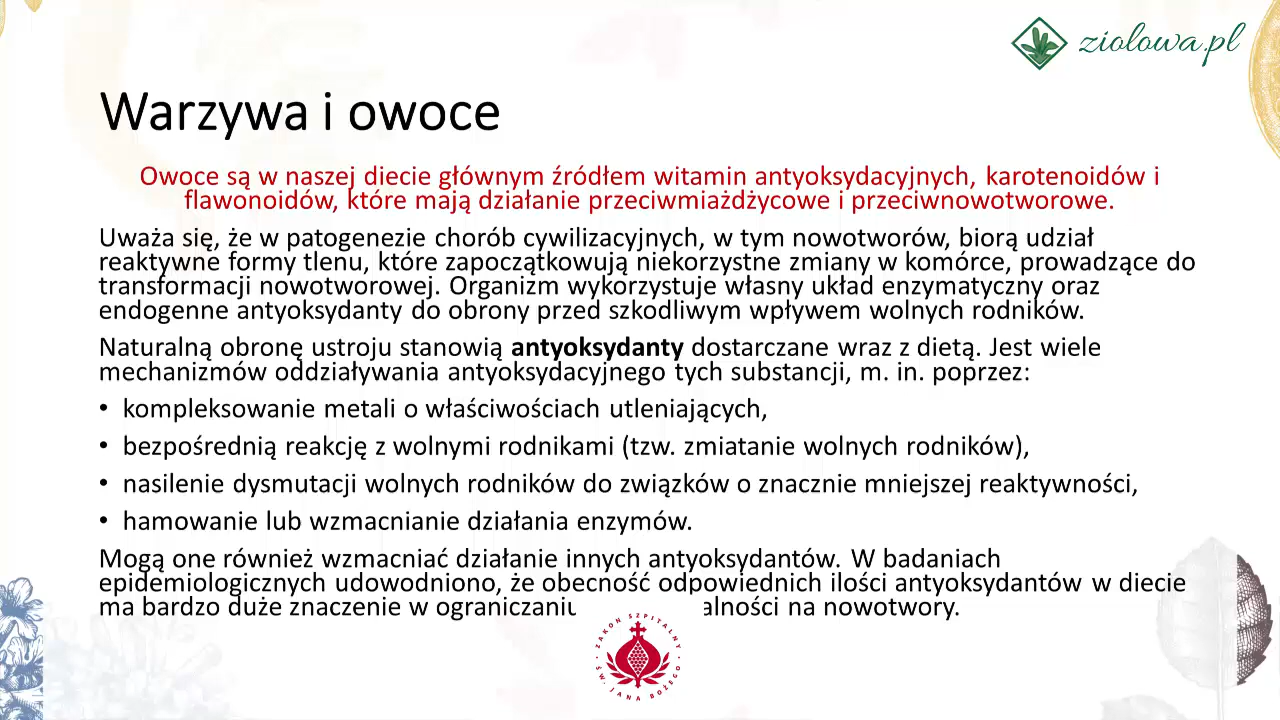 ziolowa.pl
Warzywa i owoce
Owoce są w naszej diecie głównym źródłem witamin antyoksydacyjnych, karotenoidów i
flawonoidów, które mają działanie przeciwmiażdżycowe i przeciwnowotworowe.
Uważa się, że w patogenezie chorób cywilizacyjnych, w tym nowotworów, biorą udział
reaktywne formy tlenu, które zapoczątkowują niekorzystne zmiany w komórce, prowadzące do
transformacji nowotworowej. Organizm wykorzystuje własny układ enzymatyczny oraz
endogenne antyoksydanty do obrony przed szkodliwym wpływem wolnych rodników.
Naturalną obronę ustroju stanowią antyoksydanty dostarczane wraz z dietą. Jest wiele
mechanizmów oddziaływania antyoksydacyjnego tych substancji, m. in. poprzez:
• kompleksowanie metali o właściwościach utleniających,
• bezpośrednią reakcję z wolnymi rodnikami (tzw. zmiatanie wolnych rodników),
• nasilenie dysmutacji wolnych rodników do związków o znacznie mniejszej reaktywności,
• hamowanie lub wzmacnianie działania enzymów.
Mogą one również wzmacniać działanie innych antyoksydantów. W badaniach
epidemiologicznych udowodniono, że obecność odpowiednich ilości antyoksydantów w diecie
ma bardzo duże znaczenie w ograniczaniu alności na nowotwory.
ZAKON SZPITALNY
ŚW. JANA BOŻEGO